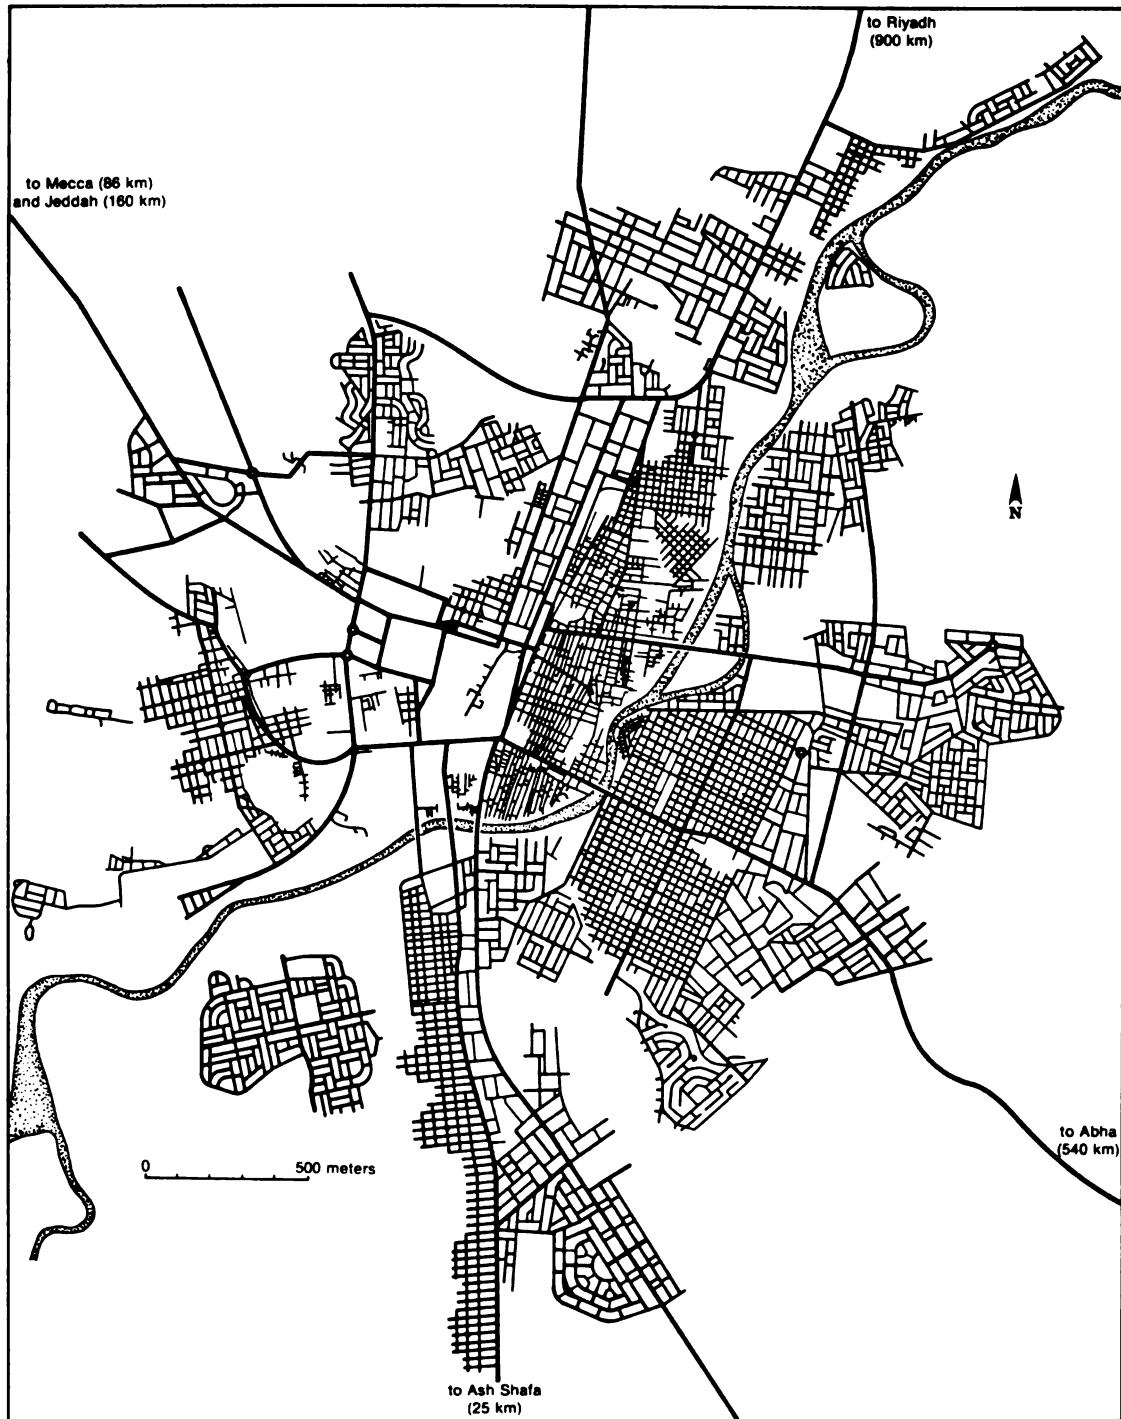 to Riyadh
(900 km)
to Mecca (86 km)
and Jeddah (160 km)
N
0 500 meters
to Abha
(540 km)
to Ash Shafa
(25 km)